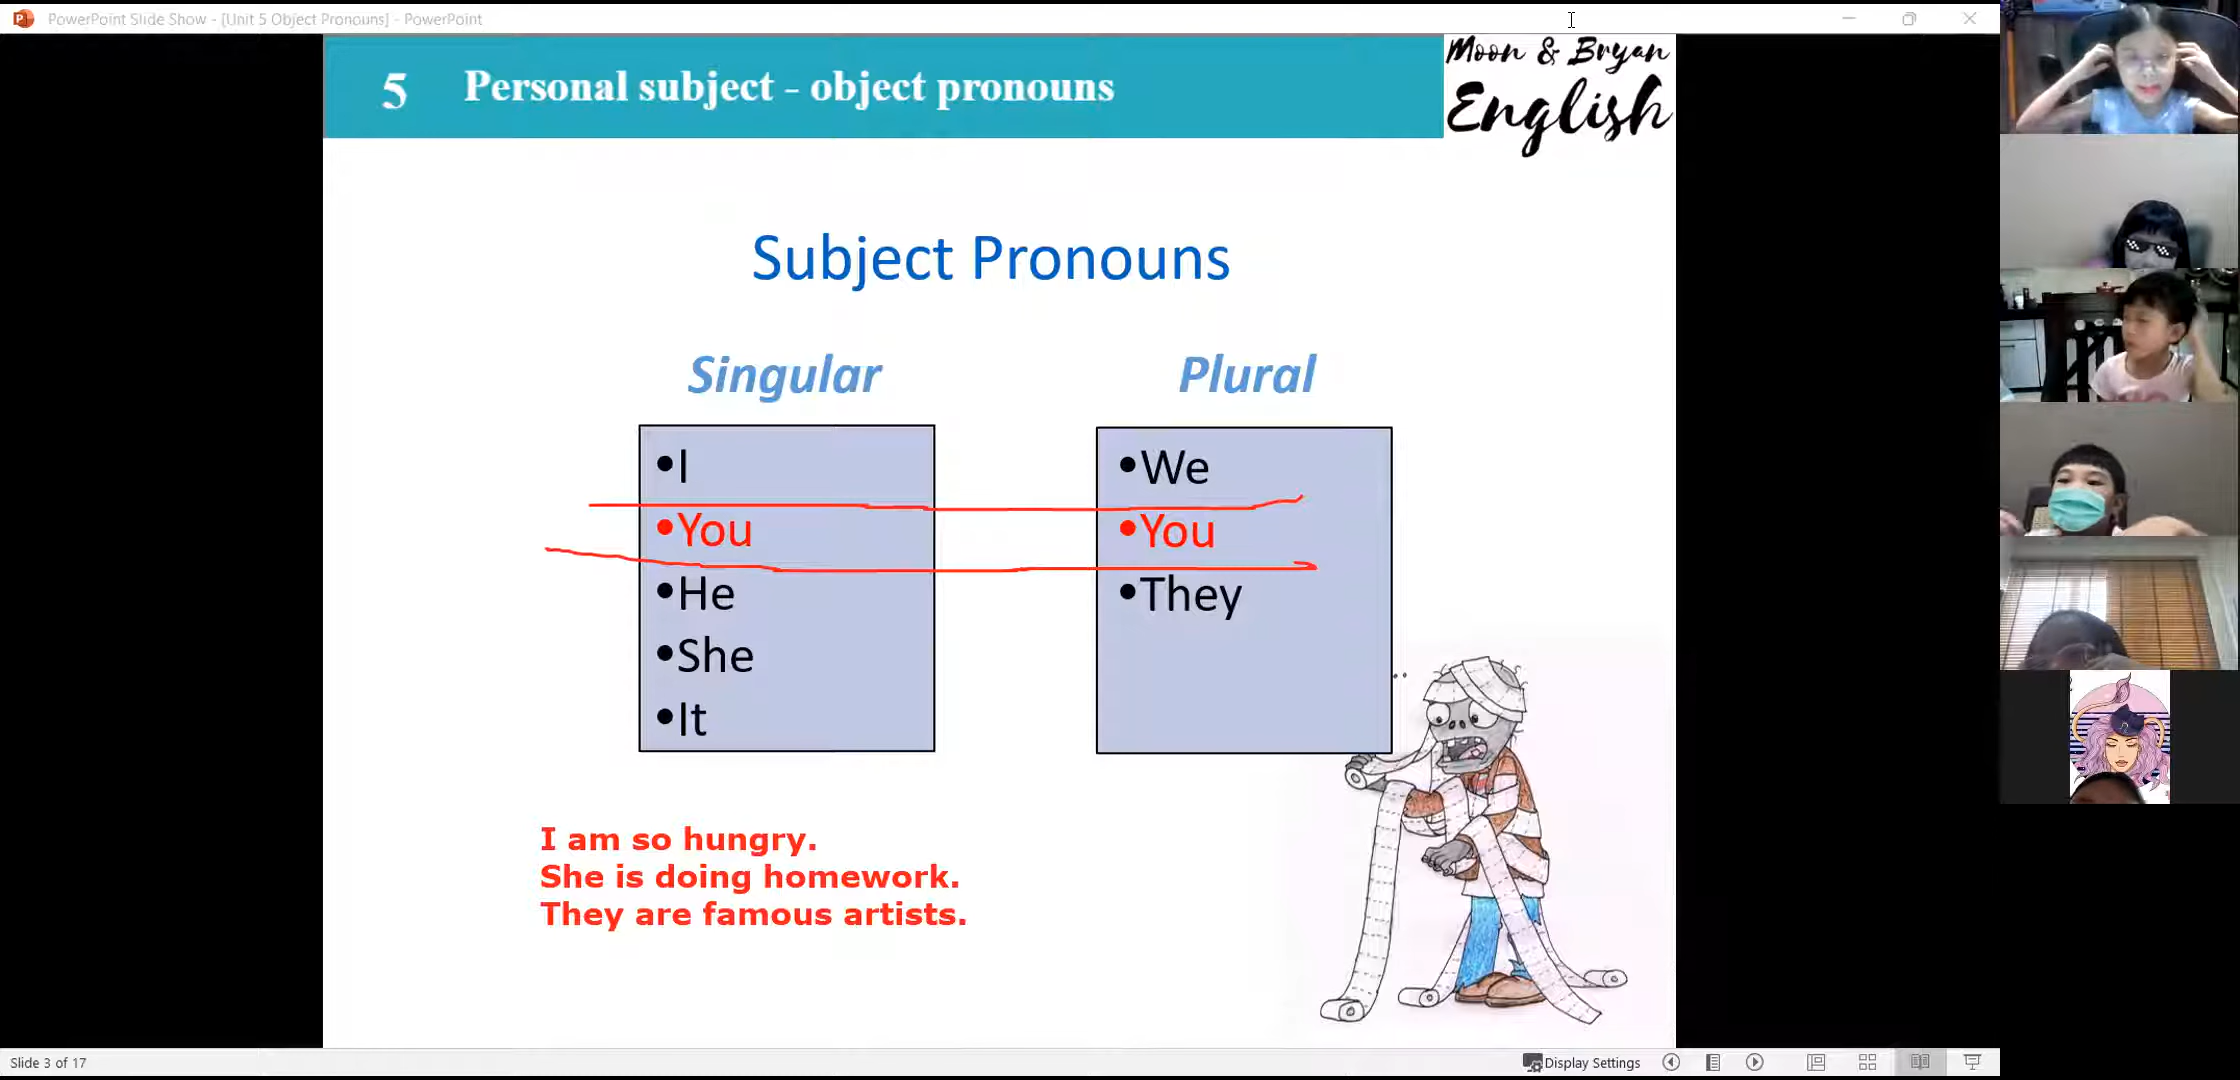 PowerPoint Slide Show - [Unit 5 Object Pronouns] - PowerPoint
5 Personal subject - object pronouns
Moon & Bryan
English
Subject Pronouns
Singular
•I
•You
•He
•She
•It
Plural
•We
•You
•They
I am so hungry.
She is doing homework.
They are famous artists.
Slide 3 of 17
Display Settings